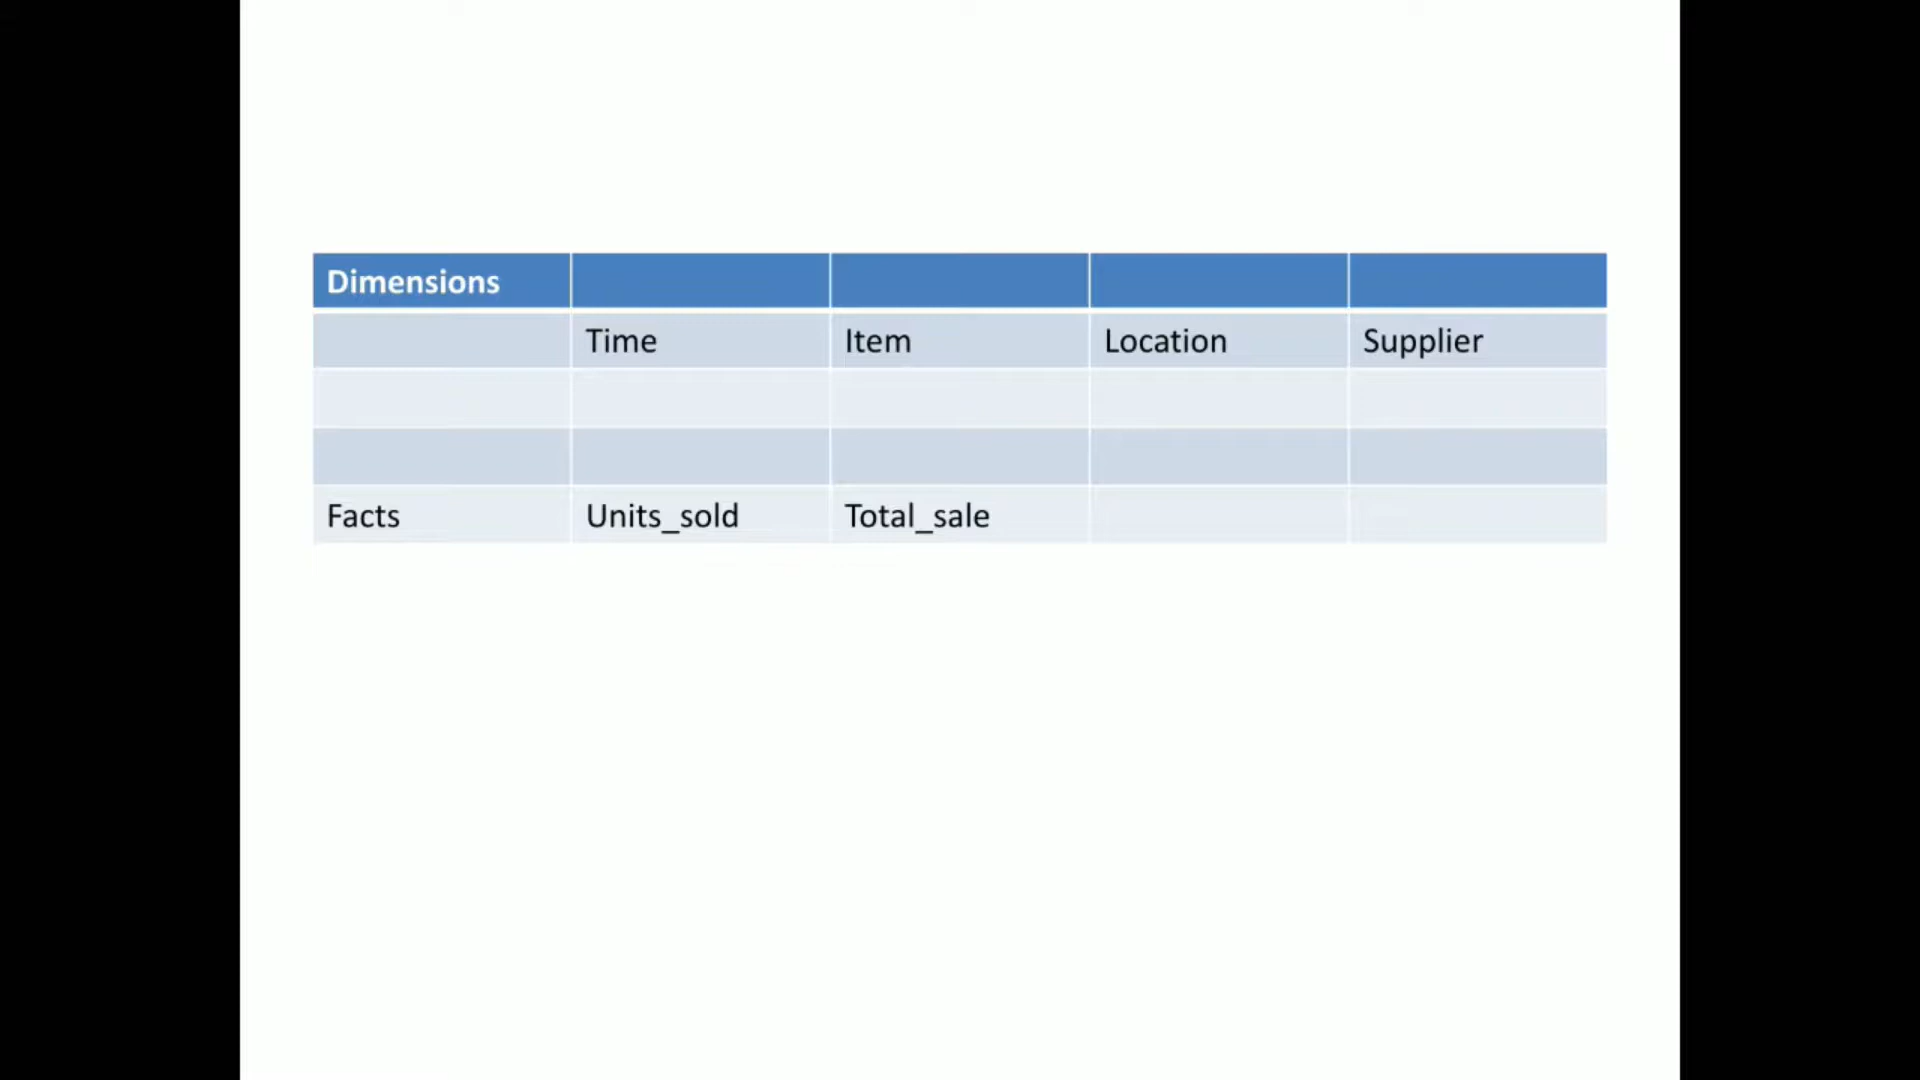 Dimensions
Time Item Location Supplier
Facts Units_sold Total_sale